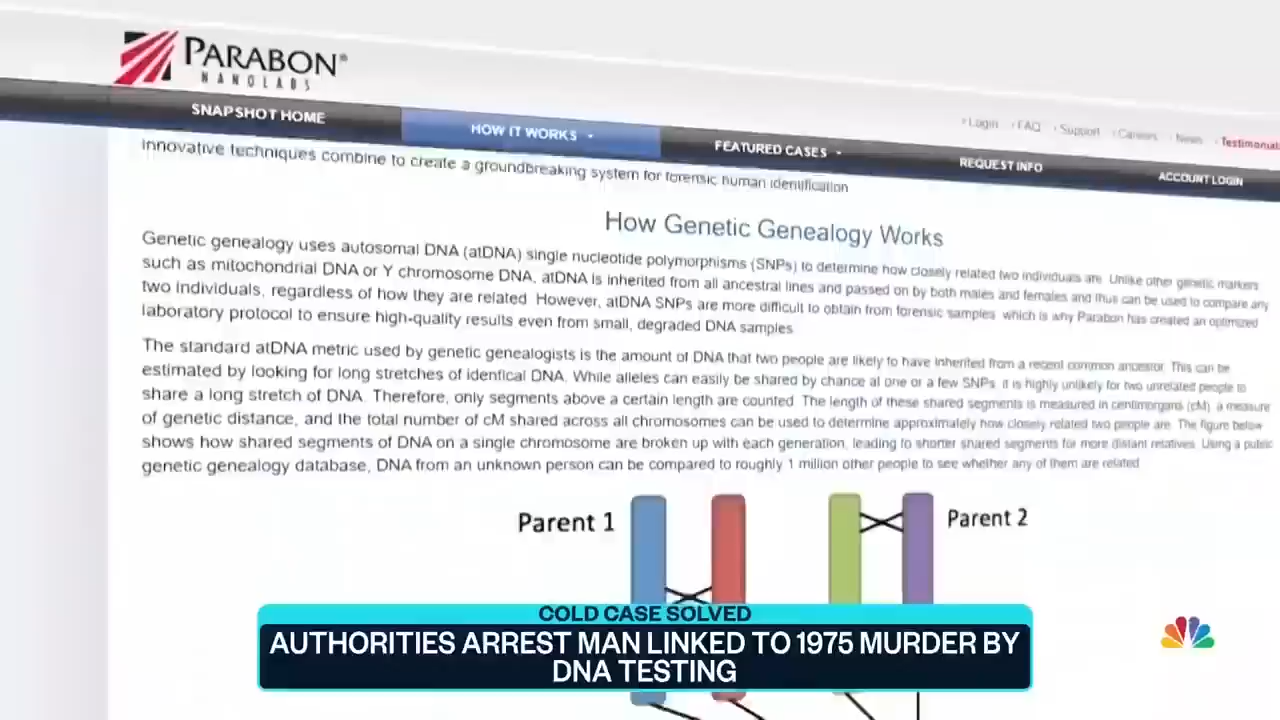 PARABON®
NANOLABS
SNAPSHOT HOME
HOW IT WORKS
FEATURED CASES
REQUEST INFO
ACCOUNT LOGIN
Login
FAQ
Support
Careers
News
Testimonials
Innovative techniques combine to create a groundbreaking system for forensic human identification
How Genetic Genealogy Works
Genetic genealogy uses autosomal DNA (atDNA) single nucleotide polymorphisms (SNPs) to determine how closely related two individuals are. Unlike other genetic markers
such as mitochondrial DNA or Y chromosome DNA, atDNA is inherited from all ancestral lines and passed on by both males and females and thus can be used to compare any
two individuals, regardless of how they are related. However, atDNA SNPs are more difficult to obtain from forensic samples, which is why Parabon has created an optimized
laboratory protocol to ensure high-quality results even from small, degraded DNA samples
The standard atDNA metric used by genetic genealogists is the amount of DNA that two people are likely to have inherited from a recent common ancestor. This can be
estimated by looking for long stretches of identical DNA. While alleles can easily be shared by chance at one or a few SNPs, it is highly unlikely for two unrelated people to
share a long stretch of DNA. Therefore, only segments above a certain length are counted. The length of these shared segments is measured in centimorgans (cM), a measure
of genetic distance, and the total number of cM shared across all chromosomes can be used to determine approximately how closely related two people are. The figure below
shows how shared segments of DNA on a single chromosome are broken up with each generation, leading to shorter shared segments for more distant relatives. Using a public
genetic genealogy database, DNA from an unknown person can be compared to roughly 1 million other people to see whether any of them are related
Parent 1
Parent 2
COLD CASE SOLVED
AUTHORITIES ARREST MAN LINKED TO 1975 MURDER BY
DNA TESTING